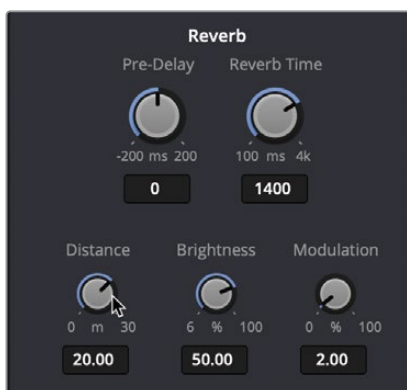 Reverb
Pre-Delay Reverb Time
-200 ms 200 100 ms 4k
0 1400
Distance Brightness Modulation
0 m 30 6 % 100 0 % 100
20.00 50.00 2.00